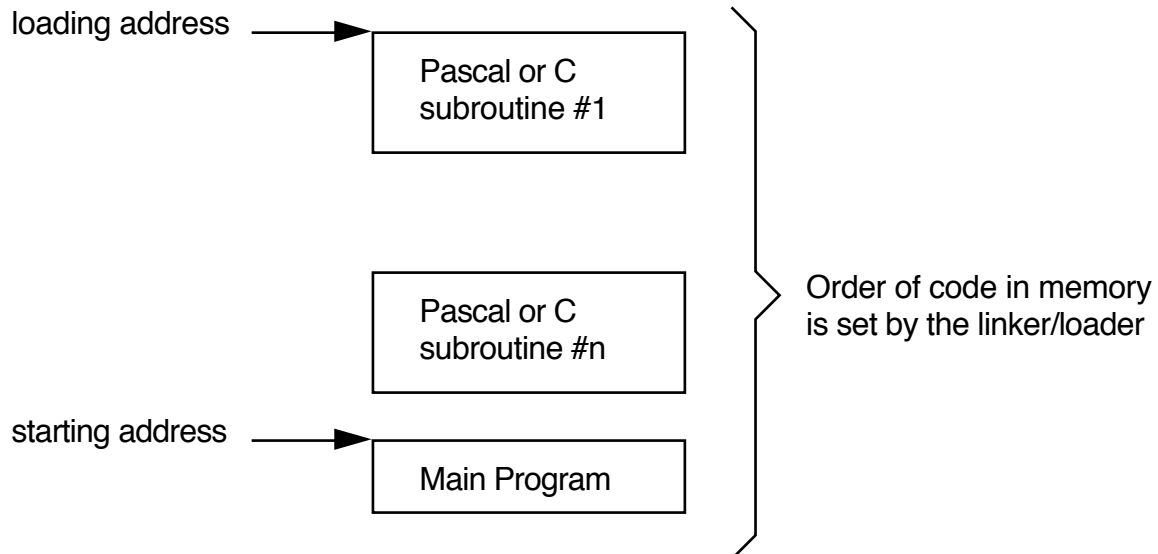 loading address
Pascal or C
subroutine #1
Pascal or C
subroutine #n
Order of code in memory
is set by the linker/loader
starting address
Main Program